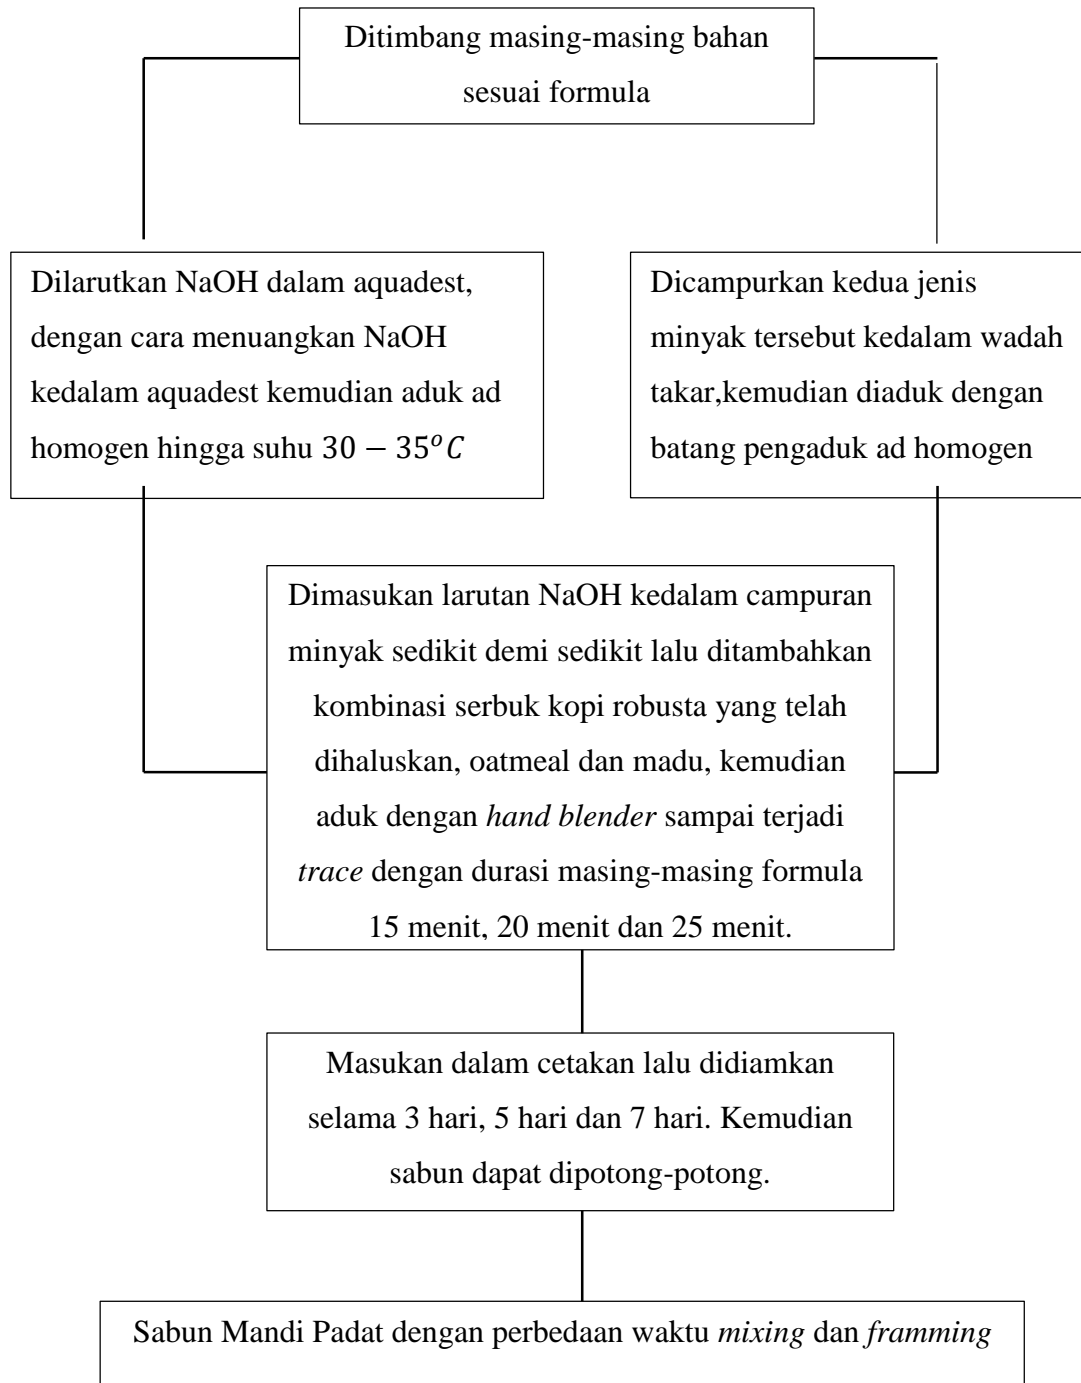 Ditimbang masing-masing bahan
sesuai formula
Dilarutkan NaOH dalam aquadest,
dengan cara menuangkan NaOH
kedalam aquadest kemudian aduk ad
homogen hingga suhu 30 − 35°C
Dicampurkan kedua jenis
minyak tersebut kedalam wadah
takar,kemudian diaduk dengan
batang pengaduk ad homogen
Dimasukan larutan NaOH kedalam campuran
minyak sedikit demi sedikit lalu ditambahkan
kombinasi serbuk kopi robusta yang telah
dihaluskan, oatmeal dan madu, kemudian
aduk dengan hand blender sampai terjadi
trace dengan durasi masing-masing formula
15 menit, 20 menit dan 25 menit.
Masukan dalam cetakan lalu didiamkan
selama 3 hari, 5 hari dan 7 hari. Kemudian
sabun dapat dipotong-potong.
Sabun Mandi Padat dengan perbedaan waktu mixing dan framming